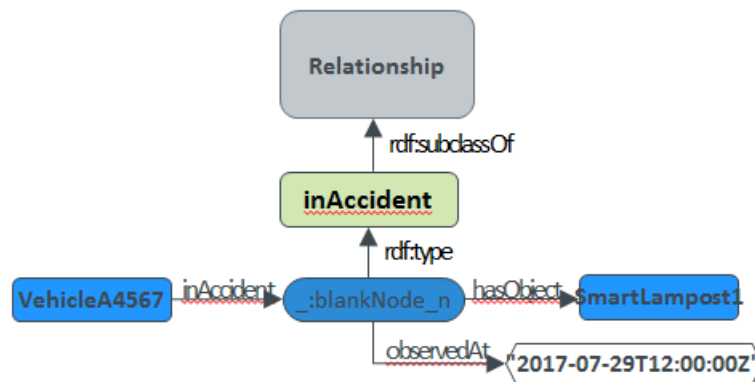 Relationship
rdf:subclassOf
inAccident
rdf:type
VehicleA4567
inAccident
_:blankNode_n
hasObject
SmartLampost1
observedAt
"2017-07-29T12:00:00Z"